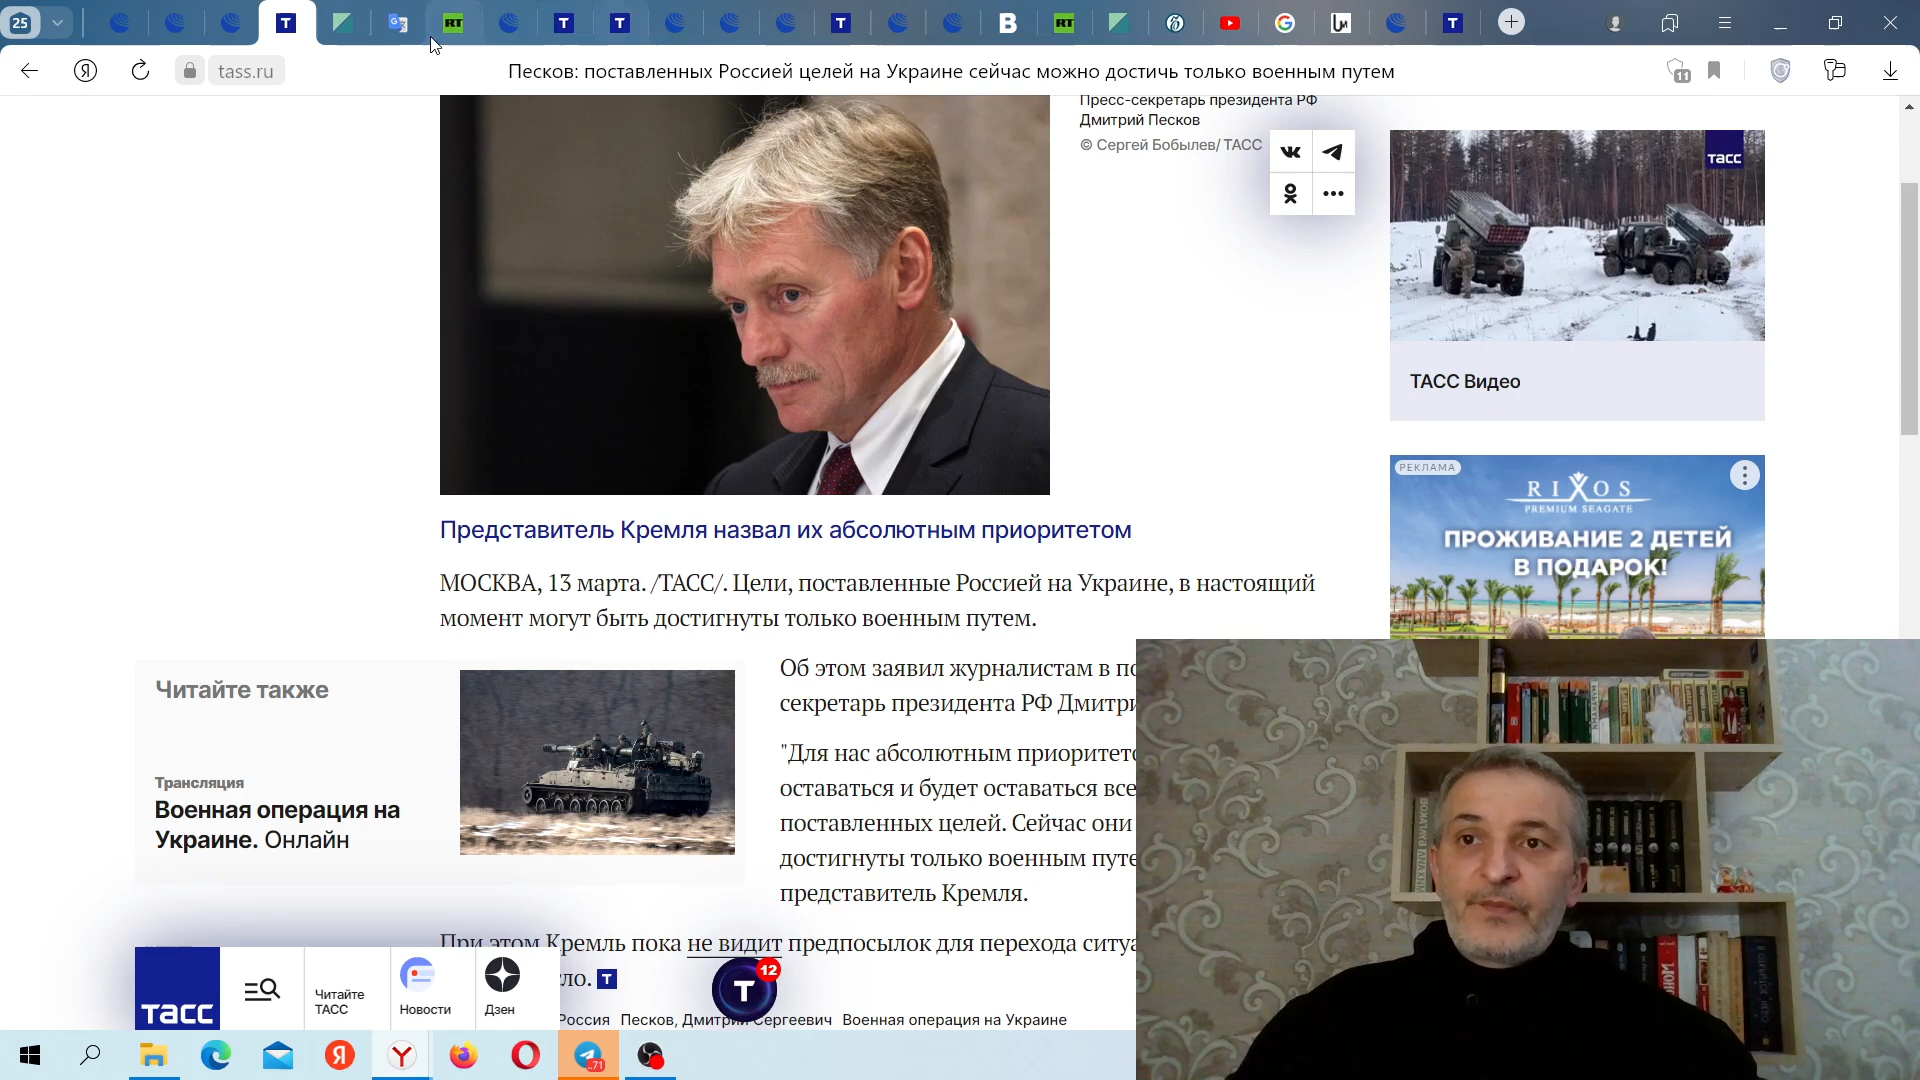 25
T
RT
T
T
T
B
RT
T
Я
tass.ru
Песков: поставленных Россией целей на Украине сейчас можно достичь только военным путем
11
Пресс-секретарь президента РФ
Дмитрий Песков
© Сергей Бобылев/ ТАСС
тасс
ТАСС Видео
РЕКЛАМА
RIXOS
PREMIUM SEAGATE
ПРОЖИВАНИЕ 2 ДЕТЕЙ
В ПОДАРОК!
Представитель Кремля назвал их абсолютным приоритетом
МОСКВА, 13 марта. /ТАСС/. Цели, поставленные Россией на Украине, в настоящий
момент могут быть достигнуты только военным путем.
Читайте также
Трансляция
Военная операция на
Украине. Онлайн
Об этом заявил журналистам в по
секретарь президента РФ Дмитри
"Для нас абсолютным приоритетo
оставаться и будет оставаться все
поставленных целей. Сейчас они
достигнуты только военным путе
представитель Кремля.
При этом Кремль пока не видит предпосылок для перехода ситуа
ло. T
Россия Песков, Дмитрий Сергеевич Военная операция на Украине
тасс
Читайте
ТАСС
Новости
Дзен
T
12
Я
Y
..71